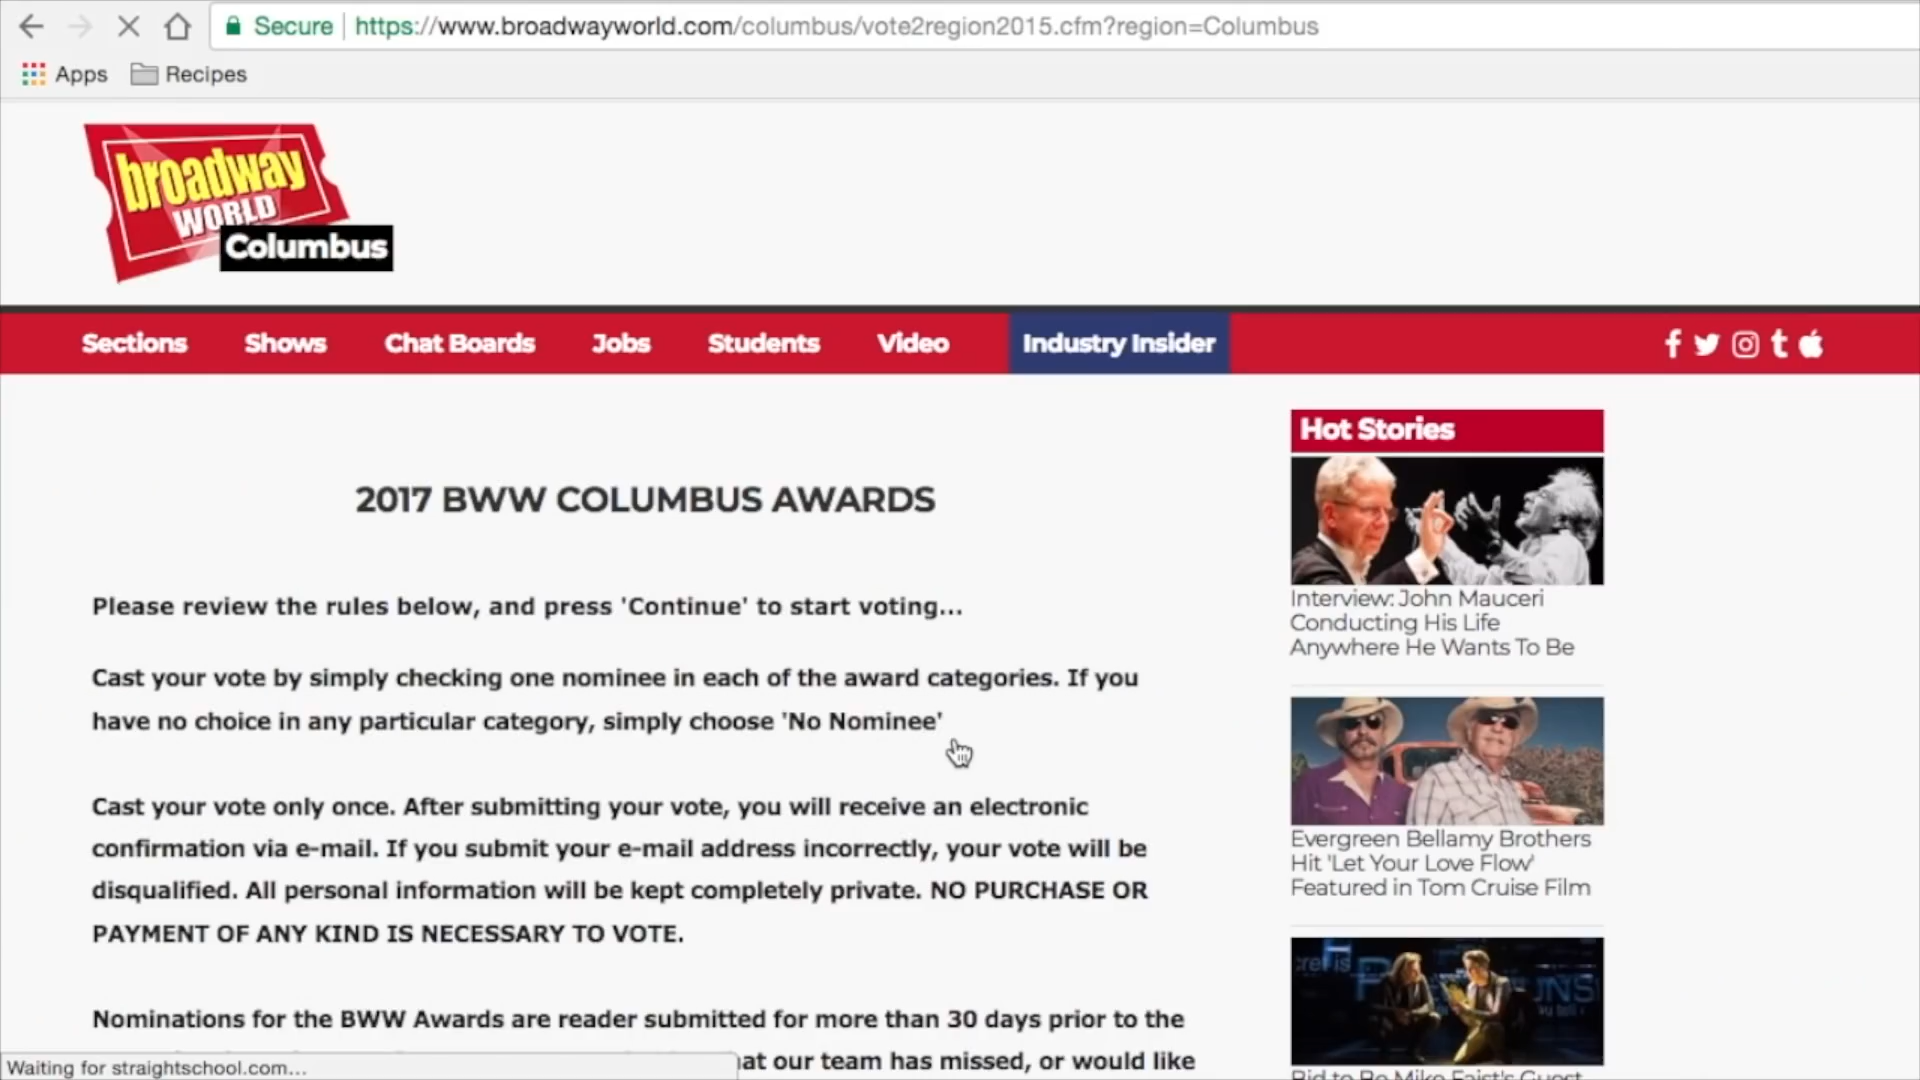 Secure https://www.broadwayworld.com/columbus/vote2region2015.cfm?region=Columbus
Apps Recipes
broadway
WORLD
Columbus
Sections Shows Chat Boards Jobs Students Video Industry Insider
Hot Stories
2017 BWW COLUMBUS AWARDS
Please review the rules below, and press 'Continue' to start voting...
Cast your vote by simply checking one nominee in each of the award categories. If you
have no choice in any particular category, simply choose 'No Nominee'
Cast your vote only once. After submitting your vote, you will receive an electronic
confirmation via e-mail. If you submit your e-mail address incorrectly, your vote will be
disqualified. All personal information will be kept completely private. NO PURCHASE OR
PAYMENT OF ANY KIND IS NECESSARY TO VOTE.
Nominations for the BWW Awards are reader submitted for more than 30 days prior to the
at our team has missed, or would like
Interview: John Mauceri
Conducting His Life
Anywhere He Wants To Be
Evergreen Bellamy Brothers
Hit 'Let Your Love Flow'
Featured in Tom Cruise Film
Bid to Be Mike Faist's Guest
Waiting for straightschool.com...